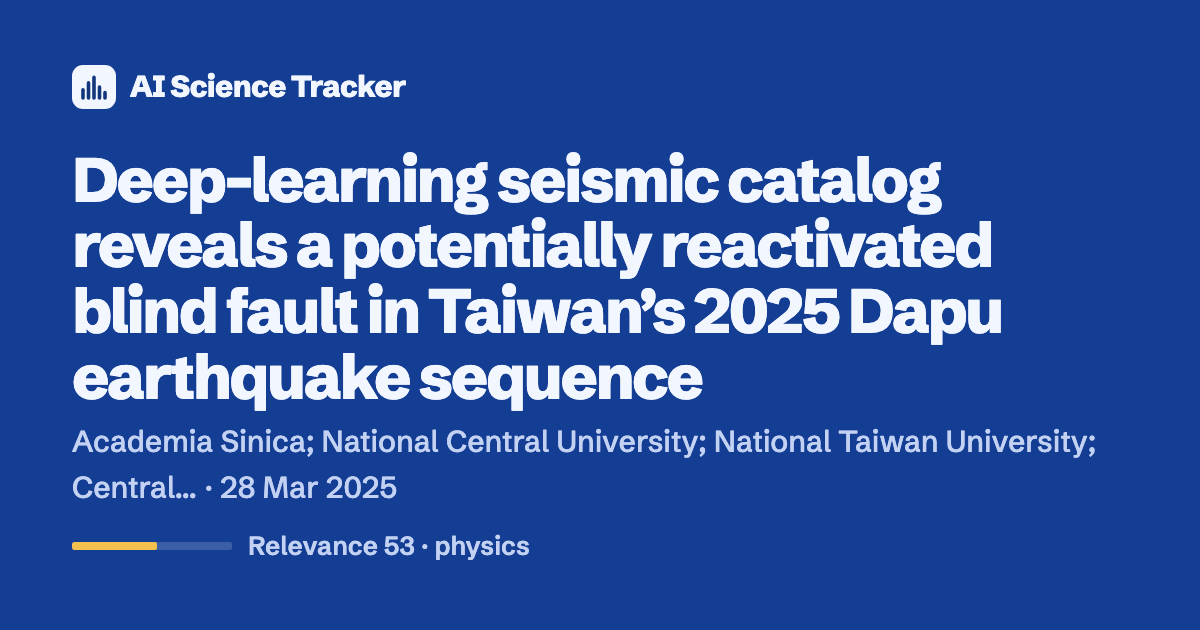 AI Science Tracker
Deep-learning seismic catalog
reveals a potentially reactivated
blind fault in Taiwan’s 2025 Dapu
earthquake sequence
Academia Sinica; National Central University; National Taiwan University;
Central... · 28 Mar 2025
Relevance 53 · physics